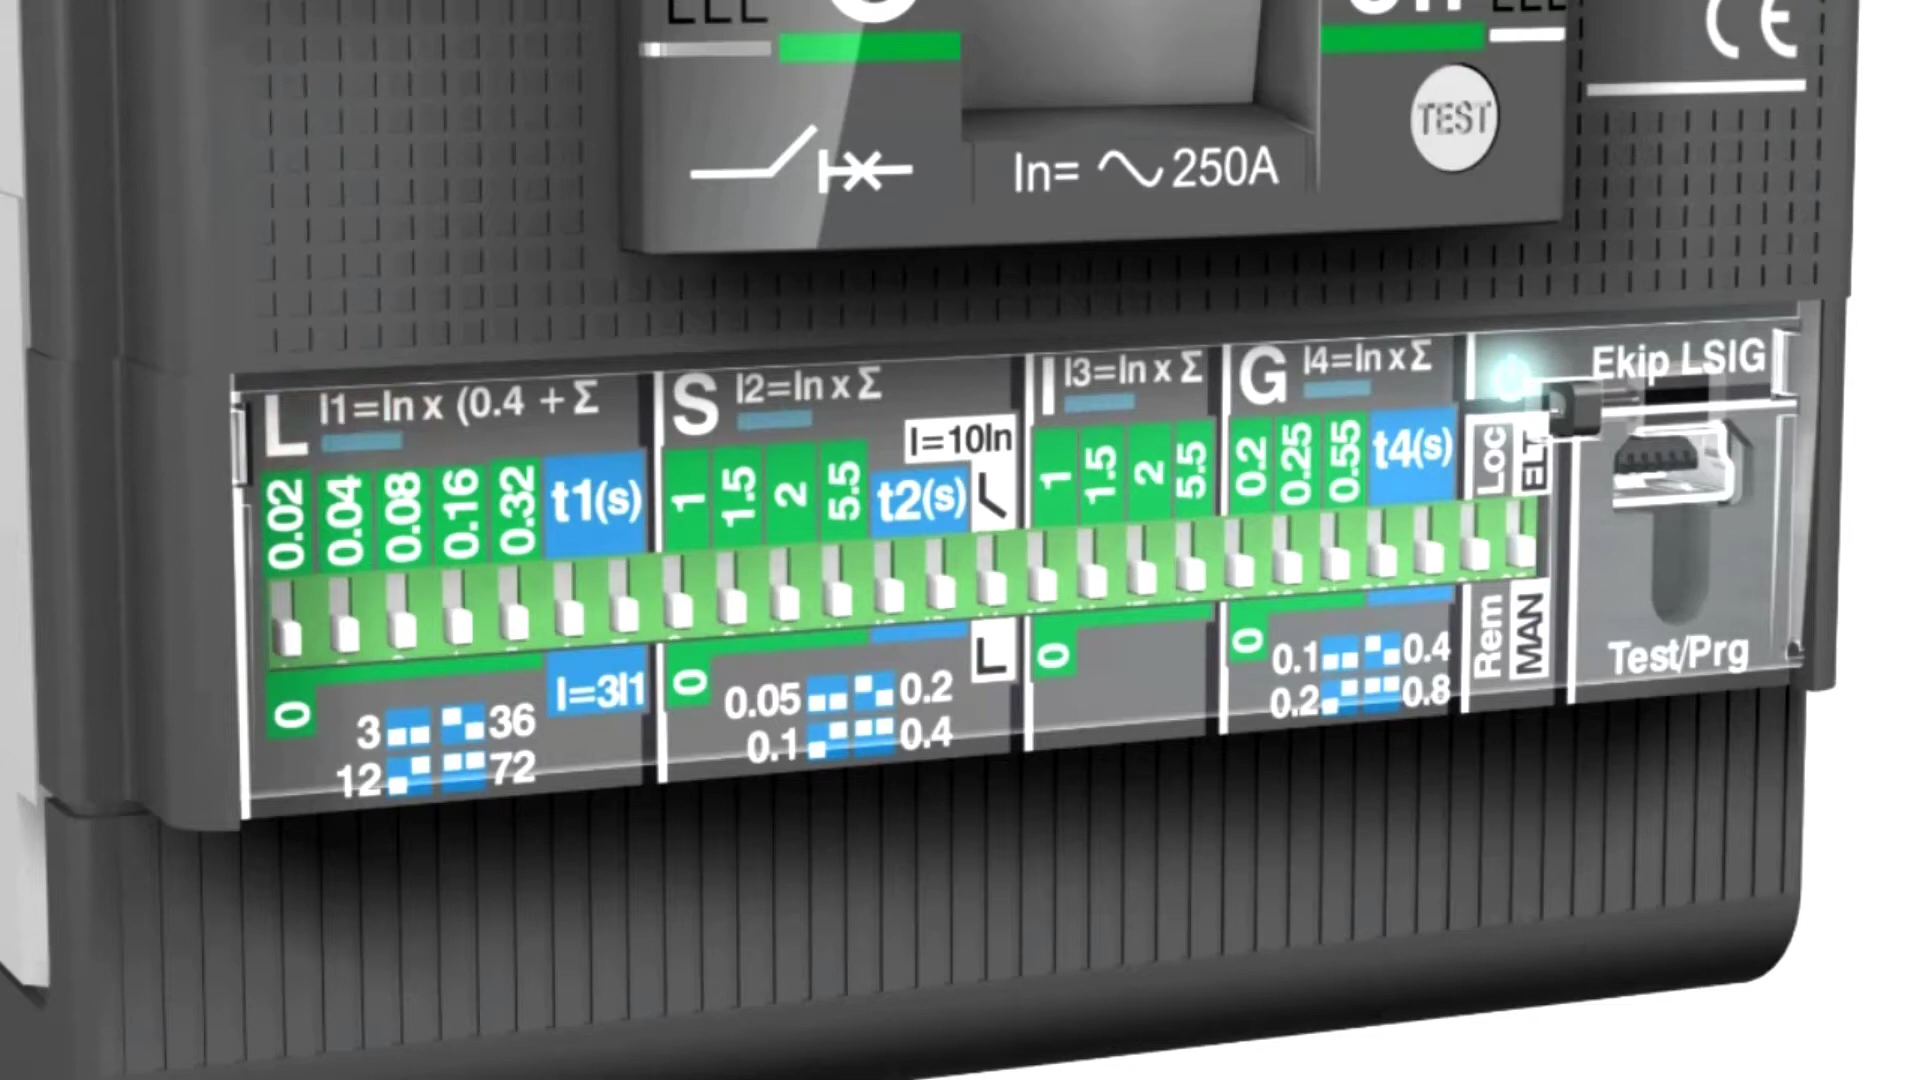 CE
TEST
In= ∿ 250A
Ekip LSIG
L I1=In x (0.4 + Σ
0.02 0.04 0.08 0.16 0.32 t1(s)
0
I=3I1
3 36
12 72
S I2=In x Σ
I=10In
1 1.5 2 5.5 t2(s)
0
0.05 0.2
0.1 0.4
I I3=In x Σ
1 1.5 2 5.5
0
G I4=In x Σ
0.2 0.25 0.55 t4(s)
0
0.1 0.4
0.2 0.8
Loc
Rem MAN
Test/Prg